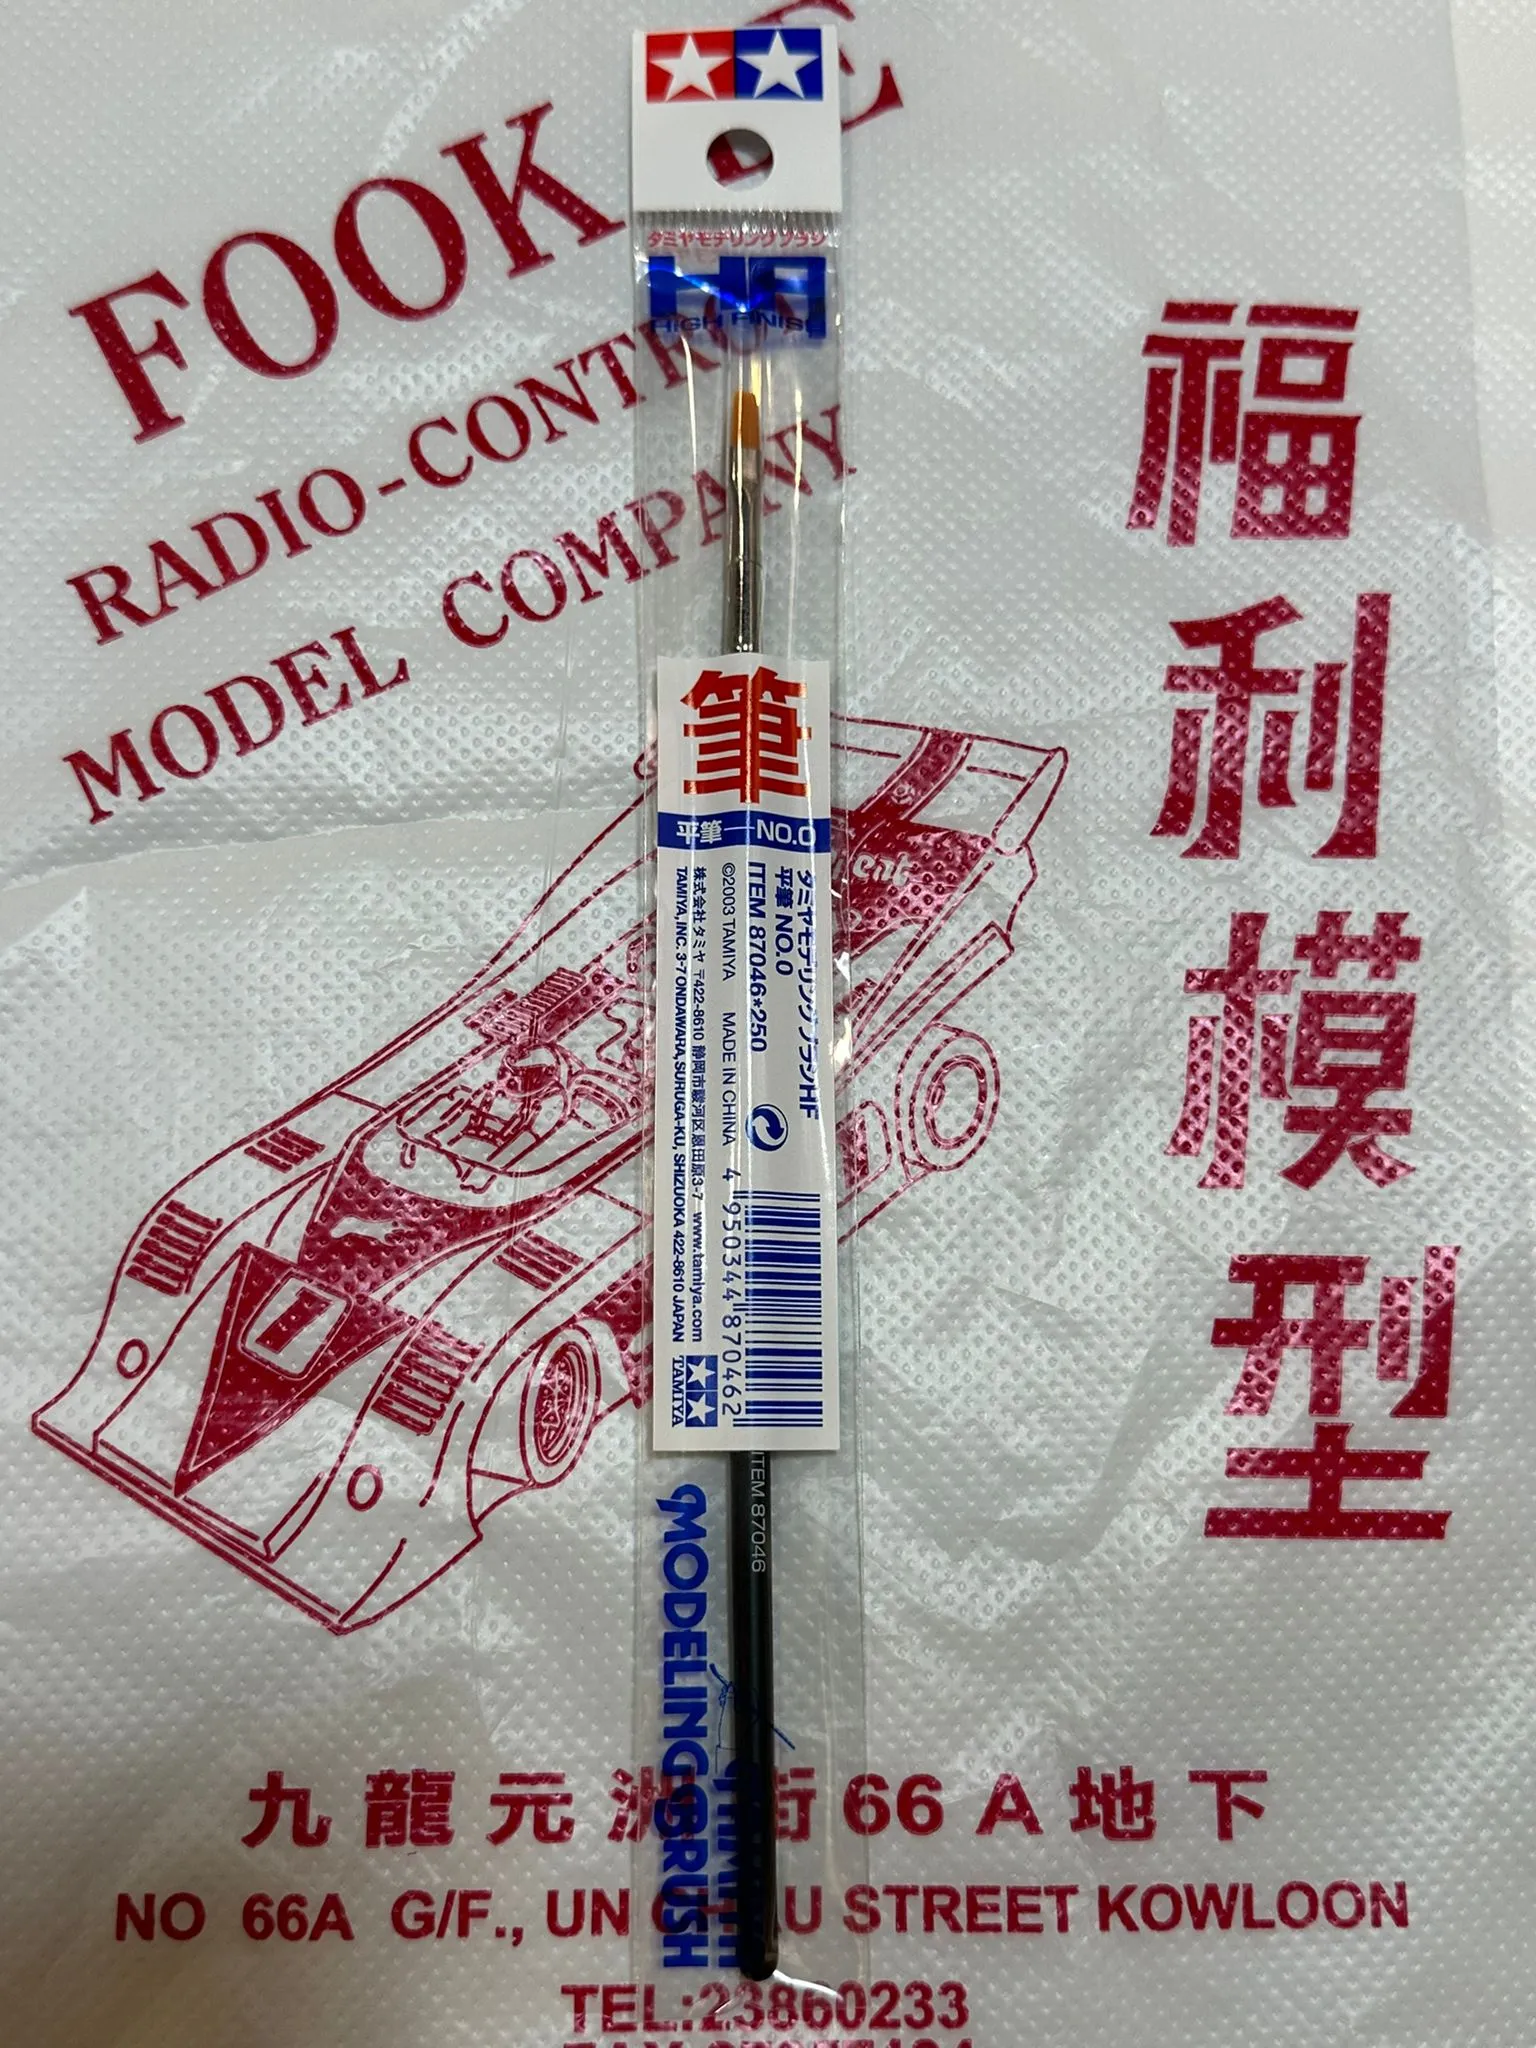 FOOK
RADIO-CONTROL
MODEL COMPANY
福利模型
タミヤモデリングブラシ
HF
HIGH FINISH
筆
平筆 NO.0
タミヤモデリングブラシHF
平筆 NO.0
ITEM 87046*250
©2003 TAMIYA MADE IN CHINA
4 950344 870462
株式会社タミヤ 〒422-8610 静岡市駿河区恩田原3-7 www.tamiya.com
TAMIYA, INC. 3-7 ONDAWARA, SURUGA-KU, SHIZUOKA 422-8610 JAPAN
TAMIYA
ITEM 87046
MODELING BRUSH
1
九龍元洲街66A地下
NO 66A G/F., UN CHAU STREET KOWLOON
TEL:23860233